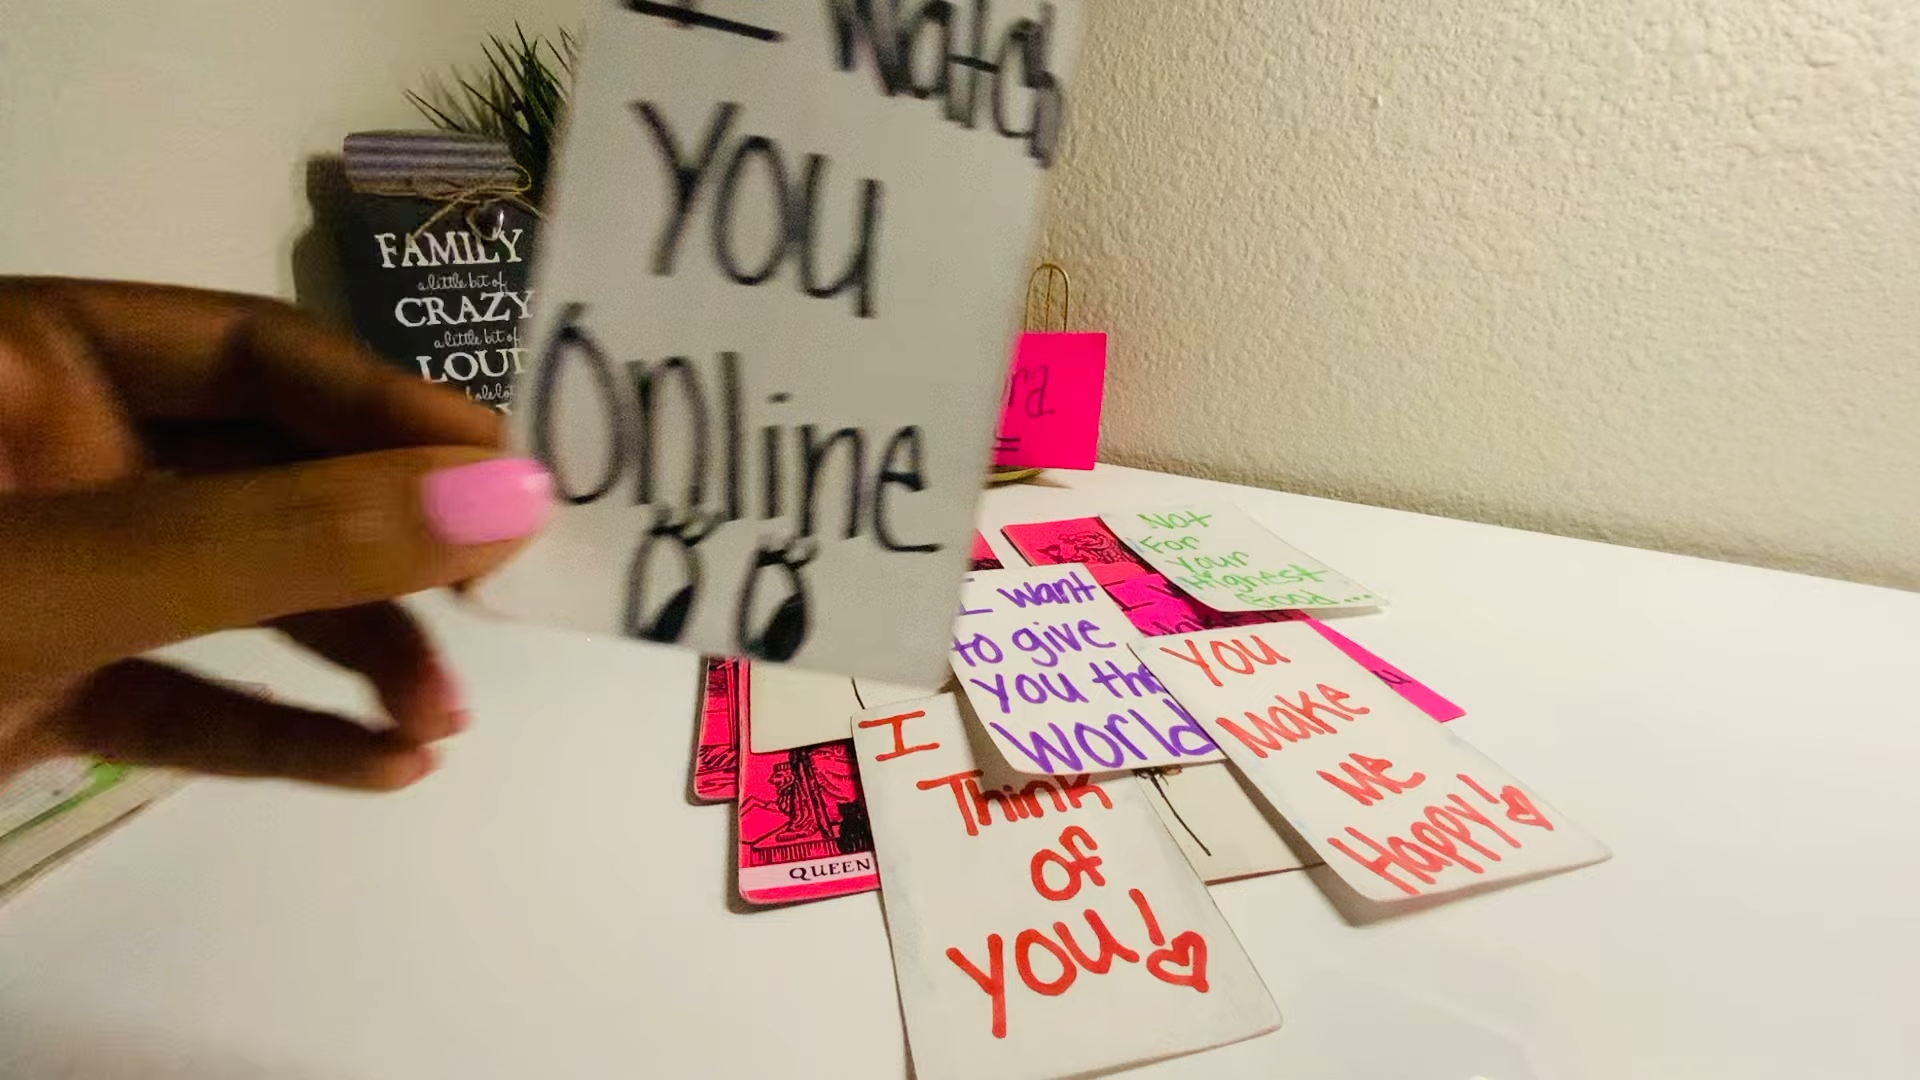 I Watch
You
Online
FAMILY
a little bit of
CRAZY
a little bit of
LOUD
Not
For
Your
Highest
Good...
I want
to give
you the
World
You
Make
Me
Happy!
I
Think
of
you!
QUEEN